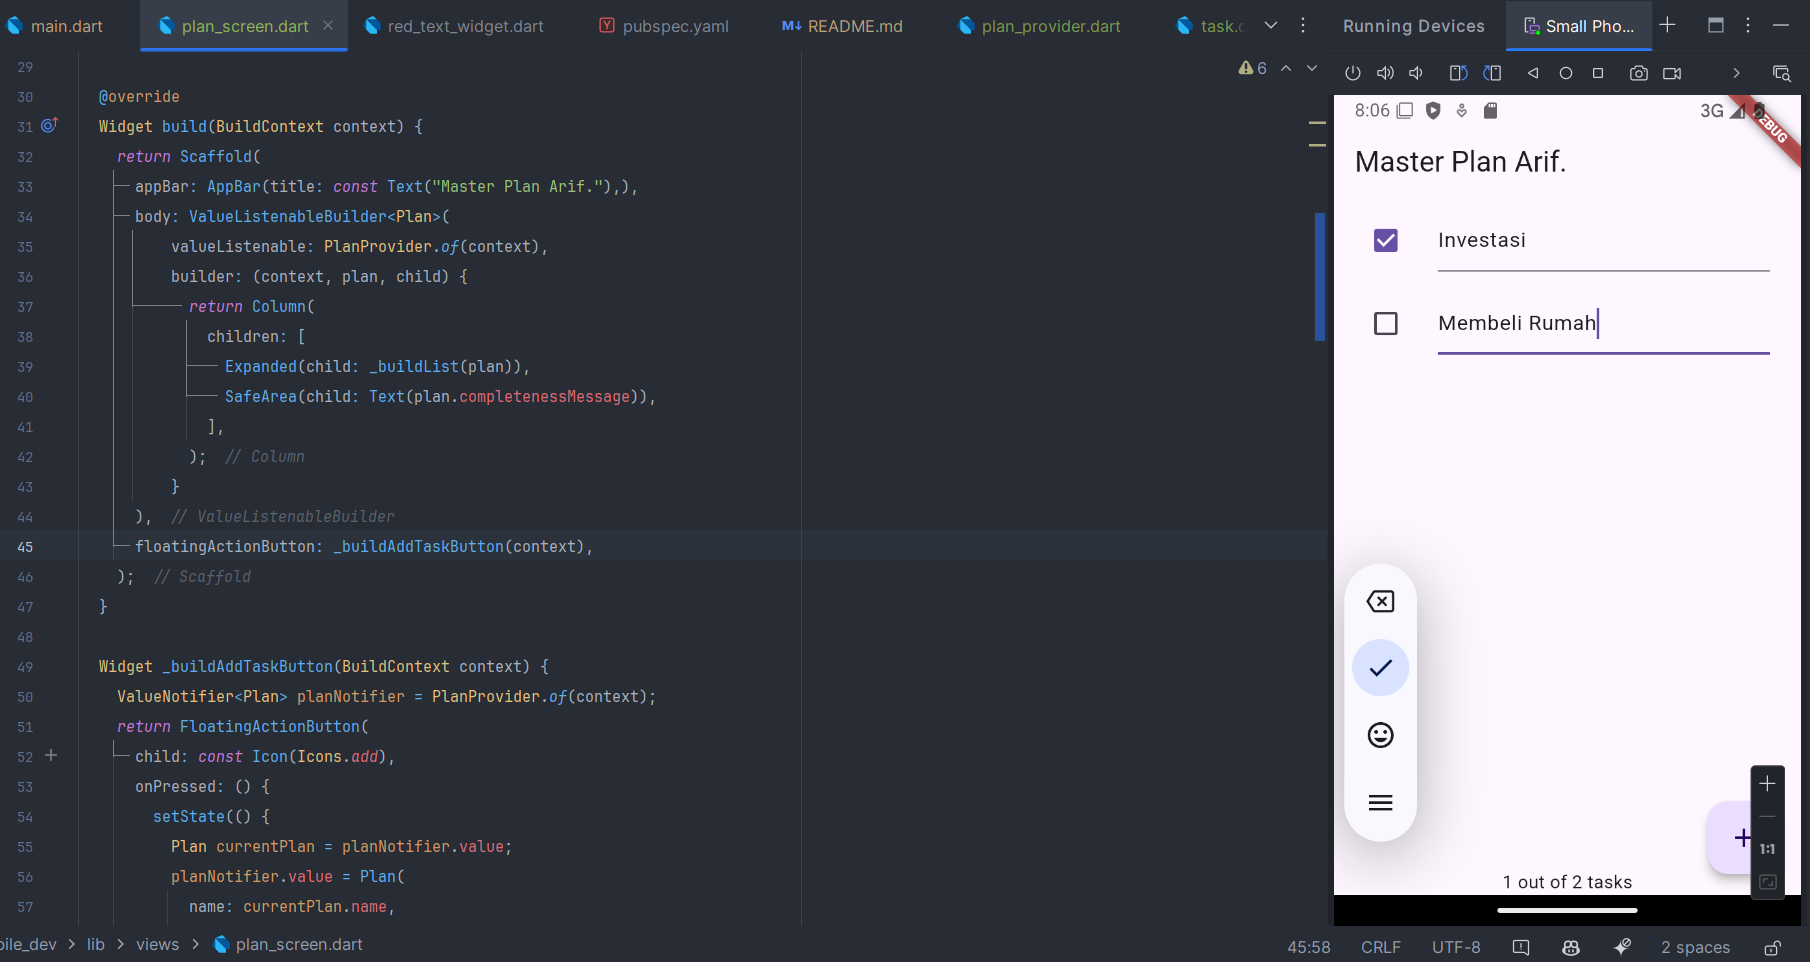 main.dart
plan_screen.dart
red_text_widget.dart
pubspec.yaml
README.md
plan_provider.dart
Running Devices
Small Pho...
6
29
30 @override
31 Widget build(BuildContext context) {
32 return Scaffold(
33 appBar: AppBar(title: const Text("Master Plan Arif."),),
34 body: ValueListenableBuilder<Plan>(
35 valueListenable: PlanProvider.of(context),
36 builder: (context, plan, child) {
37 return Column(
38 children: [
39 Expanded(child: _buildList(plan)),
40 SafeArea(child: Text(plan.completenessMessage)),
41 ],
42 ); // Column
43 }
44 ), // ValueListenableBuilder
45 floatingActionButton: _buildAddTaskButton(context),
46 ); // Scaffold
47 }
48
49 Widget _buildAddTaskButton(BuildContext context) {
50 ValueNotifier<Plan> planNotifier = PlanProvider.of(context);
51 return FloatingActionButton(
52 child: const Icon(Icons.add),
53 onPressed: () {
54 setState(() {
55 Plan currentPlan = planNotifier.value;
56 planNotifier.value = Plan(
57 name: currentPlan.name,
8:06
3G
Master Plan Arif.
Investasi
Membeli Rumah
1:1
1 out of 2 tasks
lib
views
plan_screen.dart
45:58
CRLF
UTF-8
2 spaces